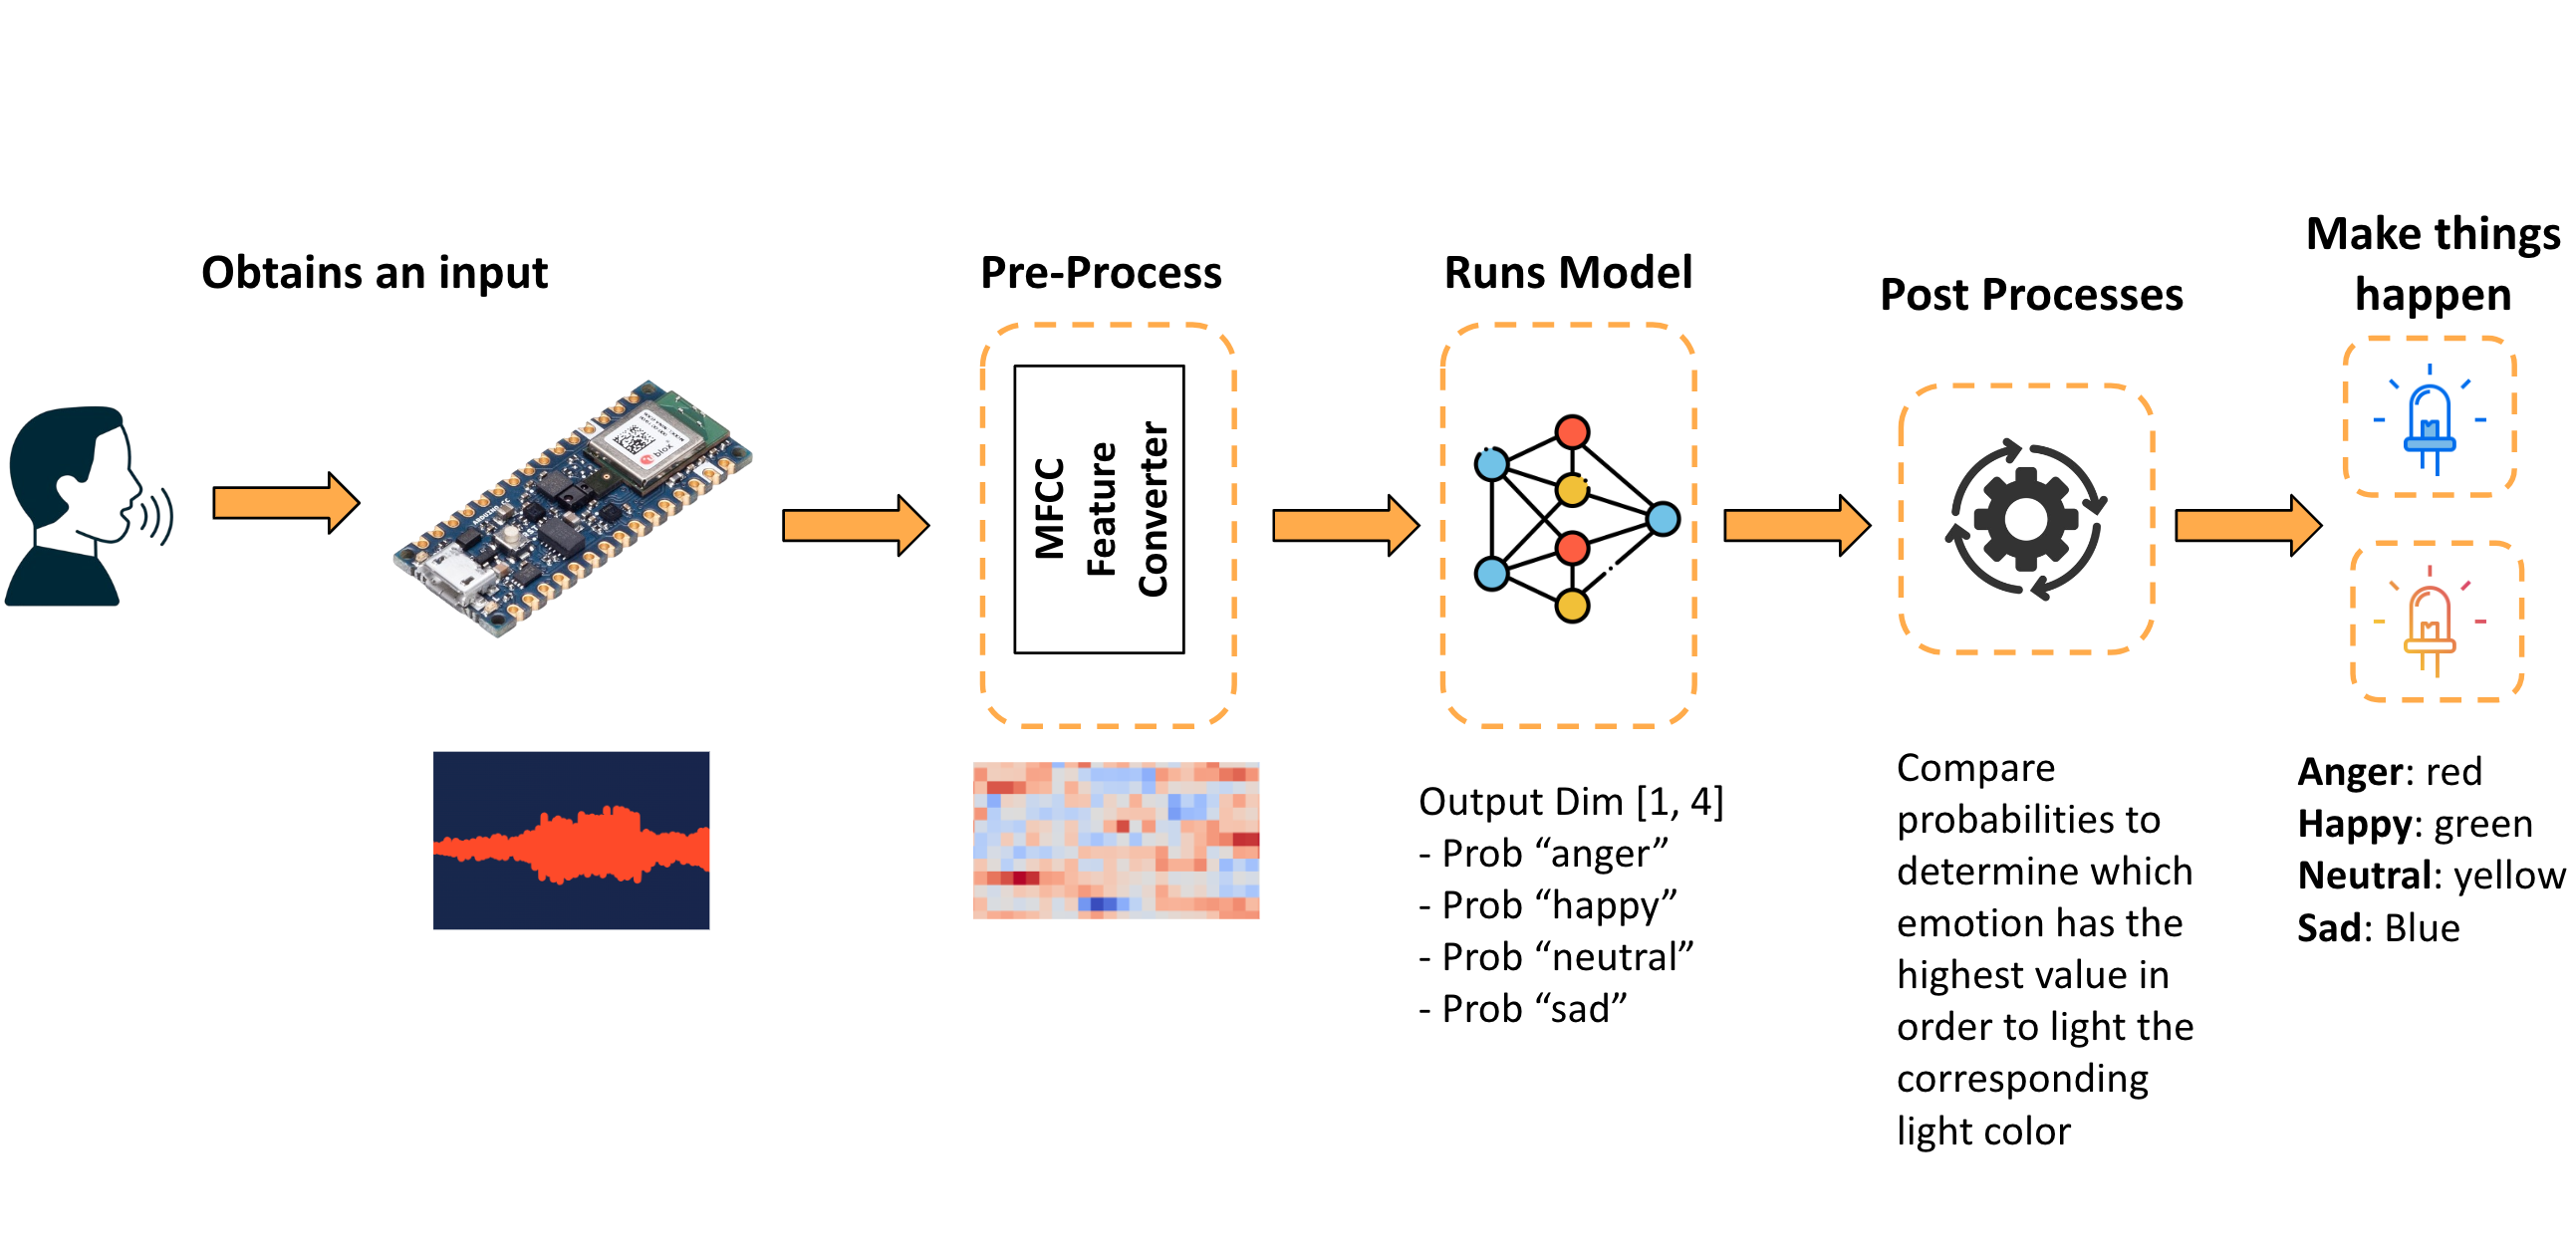 Obtains an input
Pre-Process
MFCC
Feature
Converter
Runs Model
Output Dim [1, 4]
- Prob “anger”
- Prob “happy”
- Prob “neutral”
- Prob “sad”
Post Processes
Compare
probabilities to
determine which
emotion has the
highest value in
order to light the
corresponding
light color
Make things
happen
Anger: red
Happy: green
Neutral: yellow
Sad: Blue
blox